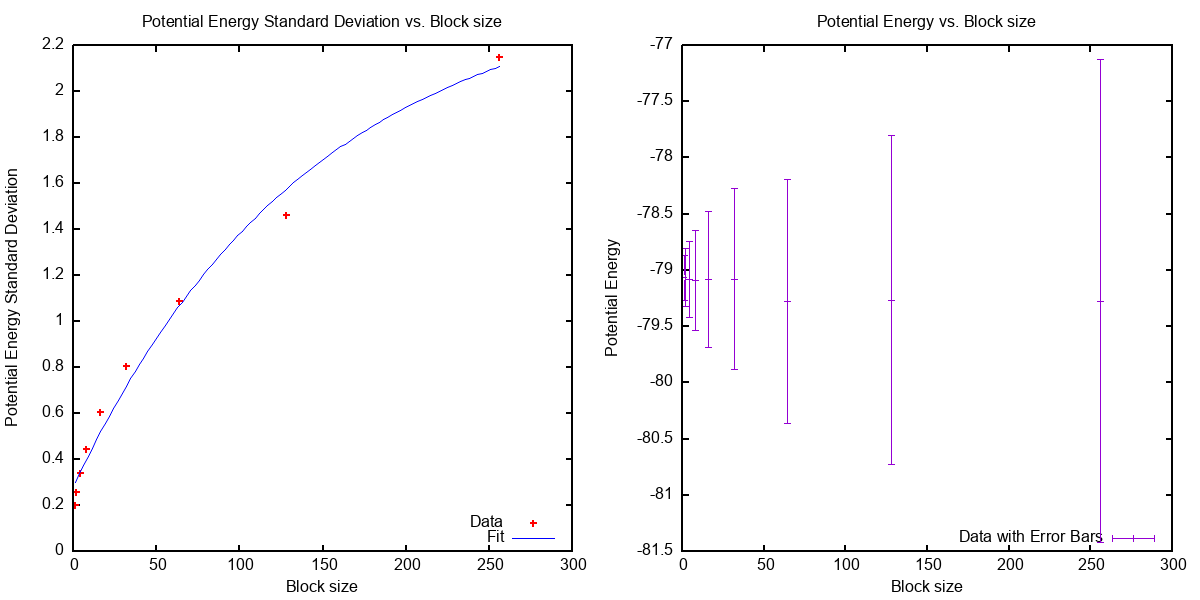 Potential Energy Standard Deviation vs. Block size
2.2
2
1.8
1.6
1.4
1.2
1
0.8
0.6
0.4
0.2
0
Potential Energy Standard Deviation
Data
Fit
0 50 100 150 200 250 300
Block size
Potential Energy vs. Block size
-77
-77.5
-78
-78.5
-79
-79.5
-80
-80.5
-81
-81.5
Potential Energy
Data with Error Bars
0 50 100 150 200 250 300
Block size